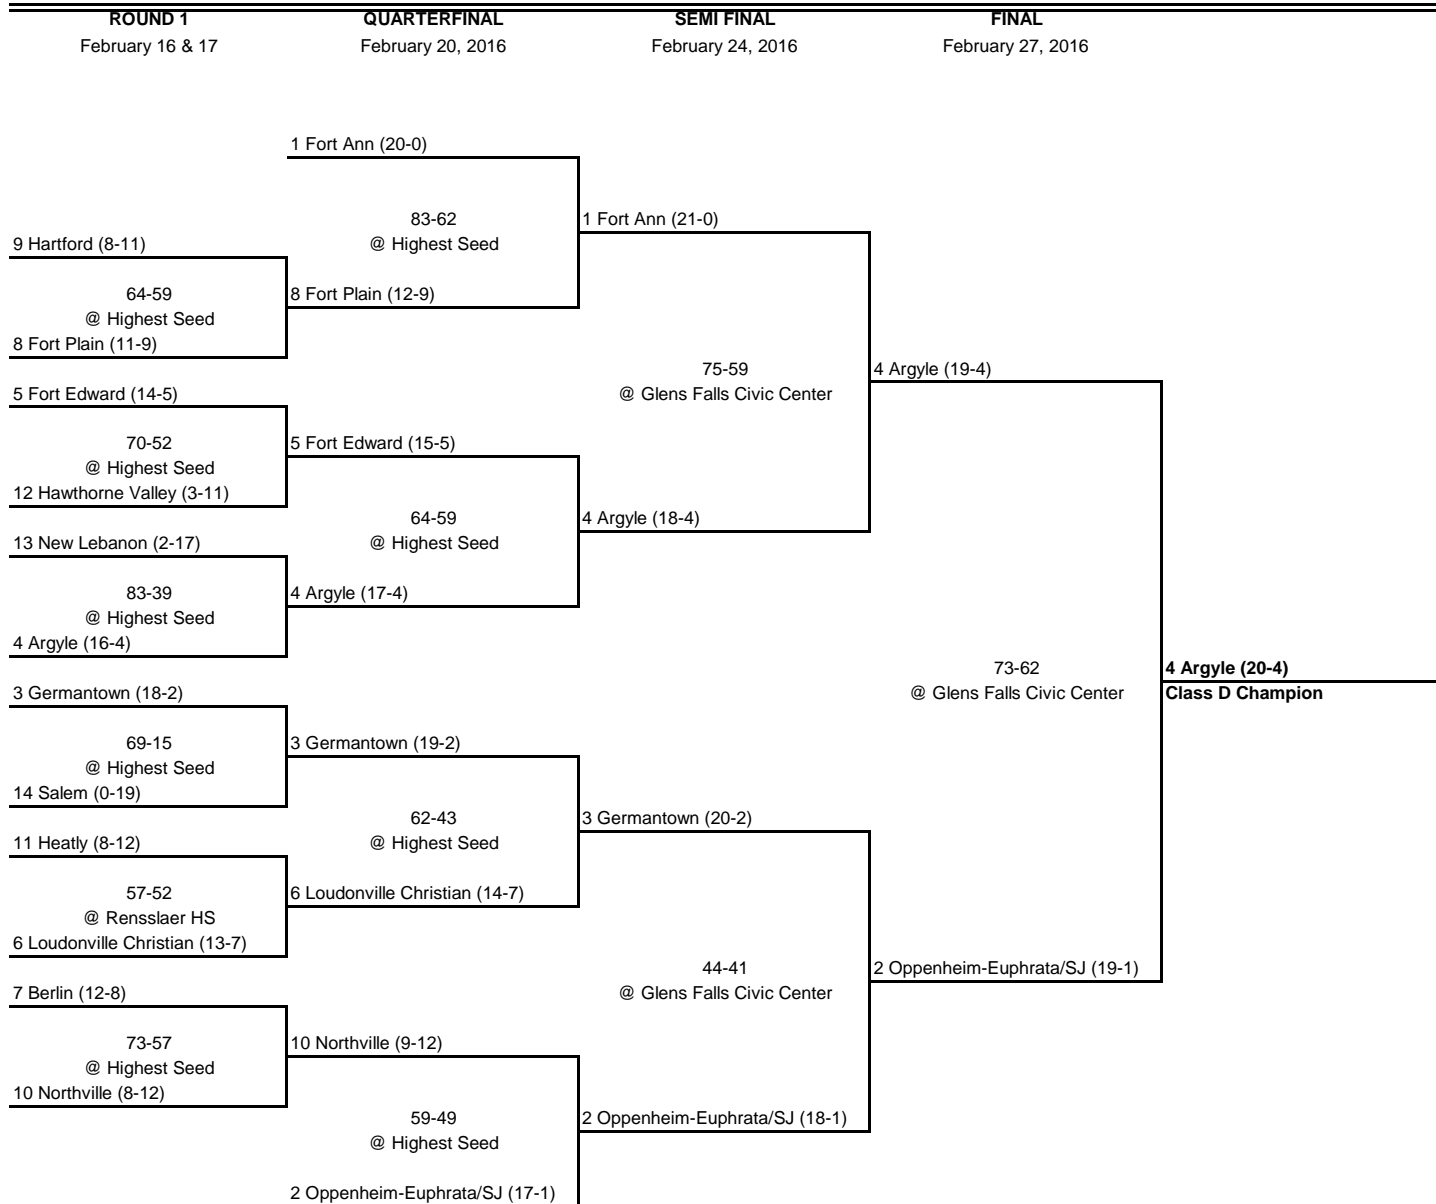 ROUND 1
QUARTERFINAL
SEMI FINAL
FINAL
February 16 & 17
February 20, 2016
February 24, 2016
February 27, 2016
1 Fort Ann (20-0)
83-62
@ Highest Seed
1 Fort Ann (21-0)
9 Hartford (8-11)
64-59
@ Highest Seed
8 Fort Plain (12-9)
8 Fort Plain (11-9)
75-59
@ Glens Falls Civic Center
4 Argyle (19-4)
5 Fort Edward (14-5)
70-52
@ Highest Seed
5 Fort Edward (15-5)
12 Hawthorne Valley (3-11)
64-59
@ Highest Seed
4 Argyle (18-4)
13 New Lebanon (2-17)
83-39
@ Highest Seed
4 Argyle (17-4)
4 Argyle (16-4)
73-62
@ Glens Falls Civic Center
4 Argyle (20-4)
Class D Champion
3 Germantown (18-2)
69-15
@ Highest Seed
3 Germantown (19-2)
14 Salem (0-19)
62-43
@ Highest Seed
3 Germantown (20-2)
11 Heatly (8-12)
57-52
@ Rensslaer HS
6 Loudonville Christian (14-7)
6 Loudonville Christian (13-7)
44-41
@ Glens Falls Civic Center
2 Oppenheim-Euphrata/SJ (19-1)
7 Berlin (12-8)
73-57
@ Highest Seed
10 Northville (9-12)
10 Northville (8-12)
59-49
@ Highest Seed
2 Oppenheim-Euphrata/SJ (18-1)
2 Oppenheim-Euphrata/SJ (17-1)